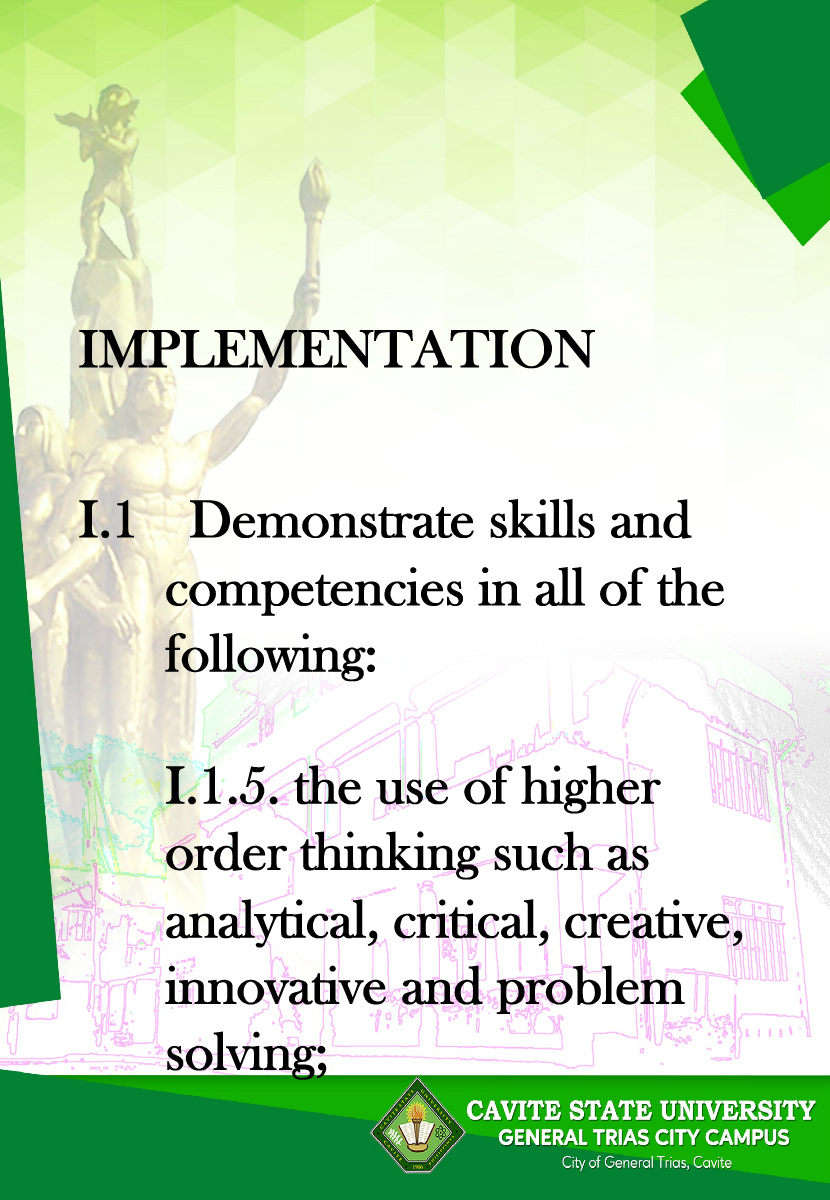 IMPLEMENTATION
I.1 Demonstrate skills and
competencies in all of the
following:
I.1.5. the use of higher
order thinking such as
analytical, critical, creative,
innovative and problem
solving;
CAVITE STATE UNIVERSITY
GENERAL TRIAS CITY CAMPUS
City of General Trias, Cavite
1906